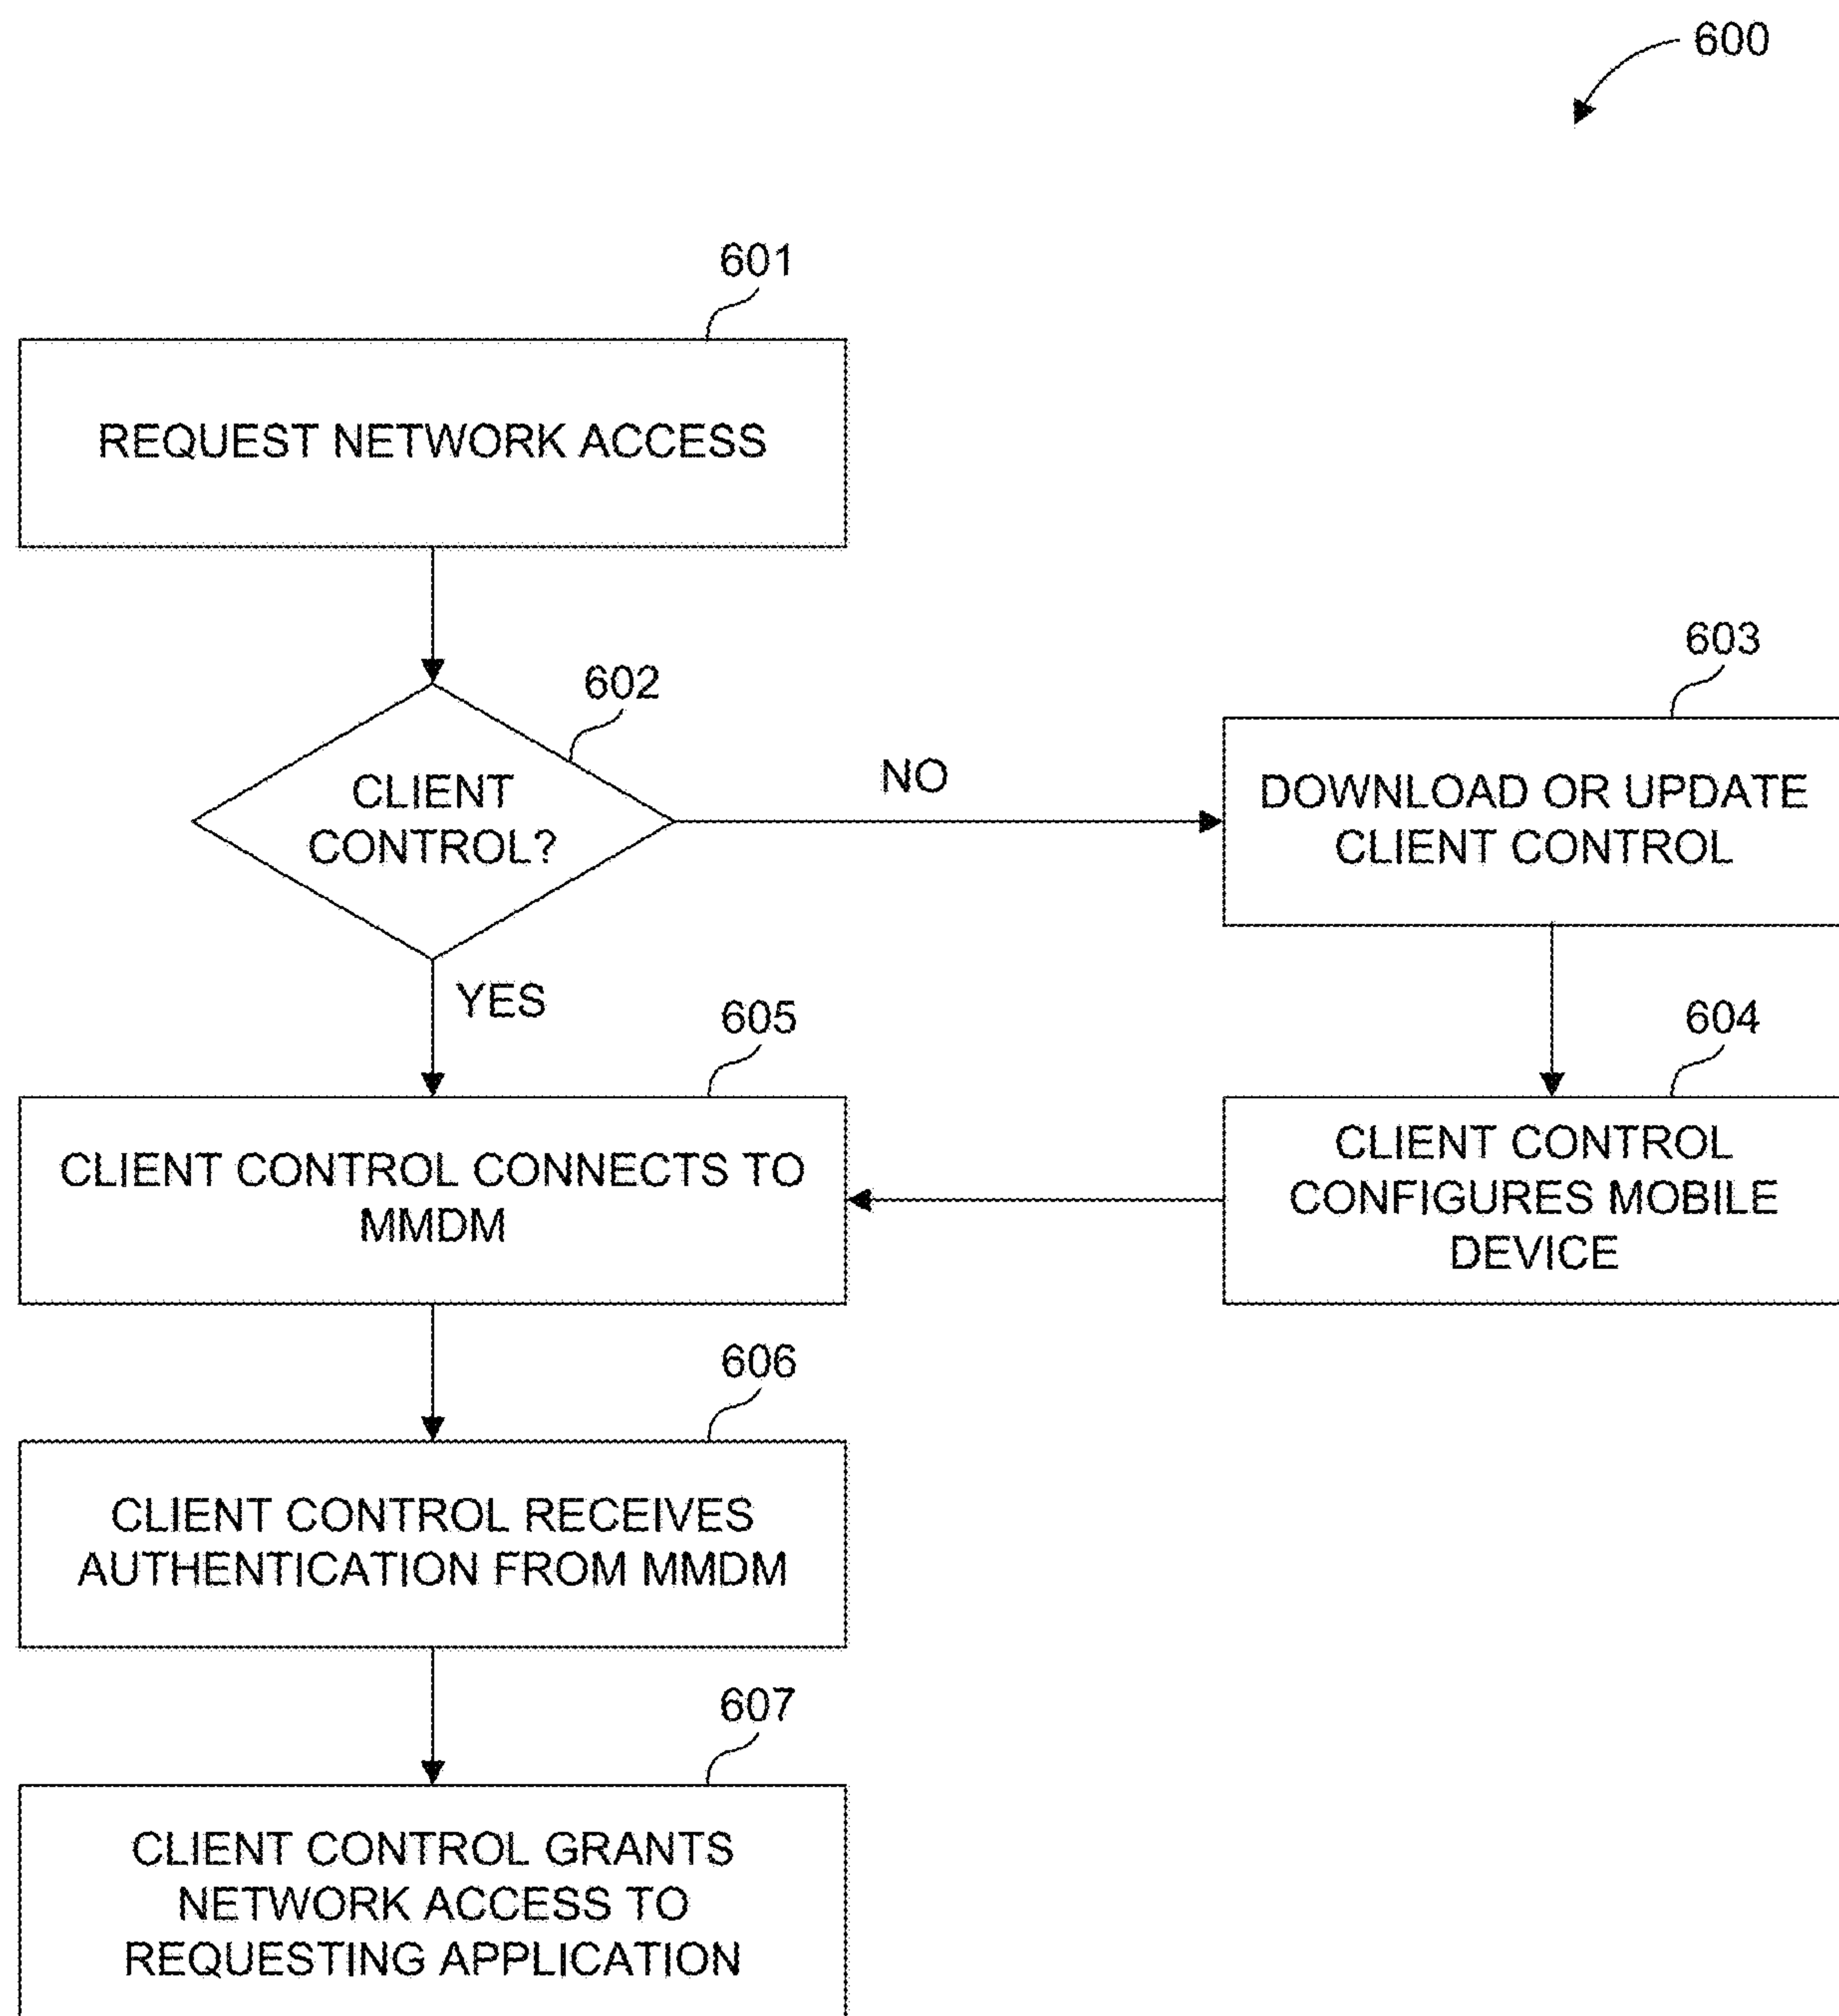 600
601
REQUEST NETWORK ACCESS
602
CLIENT
CONTROL?
NO
603
DOWNLOAD OR UPDATE
CLIENT CONTROL
YES
604
CLIENT CONTROL
CONFIGURES MOBILE
DEVICE
605
CLIENT CONTROL CONNECTS TO
MMDM
606
CLIENT CONTROL RECEIVES
AUTHENTICATION FROM MMDM
607
CLIENT CONTROL GRANTS
NETWORK ACCESS TO
REQUESTING APPLICATION